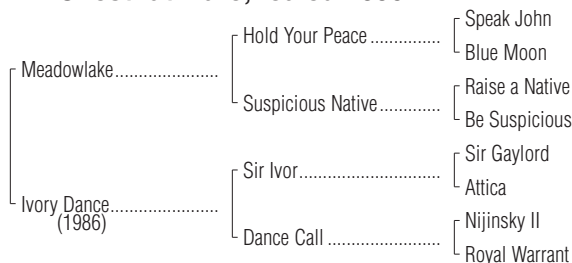 Speak John
Hold Your Peace ..............
Blue Moon
Meadowlake.....................
Raise a Native
Suspicious Native ............
Be Suspicious
Sir Gaylord
Sir Ivor.............................
Attica
Ivory Dance......................
(1986)
Nijinsky II
Dance Call .......................
Royal Warrant